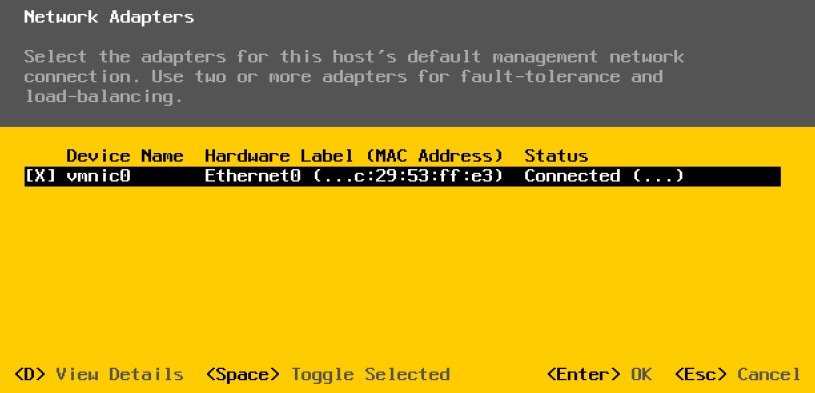 Network Adapters
Select the adapters for this host's default management network
connection. Use two or more adapters for fault-tolerance and
load-balancing.
Device Name Hardware Label (MAC Address) Status
[X] vmnic0 Ethernet0 (...c:29:53:ff:e3) Connected (...)
<D> View Details <Space> Toggle Selected <Enter> OK <Esc> Cancel